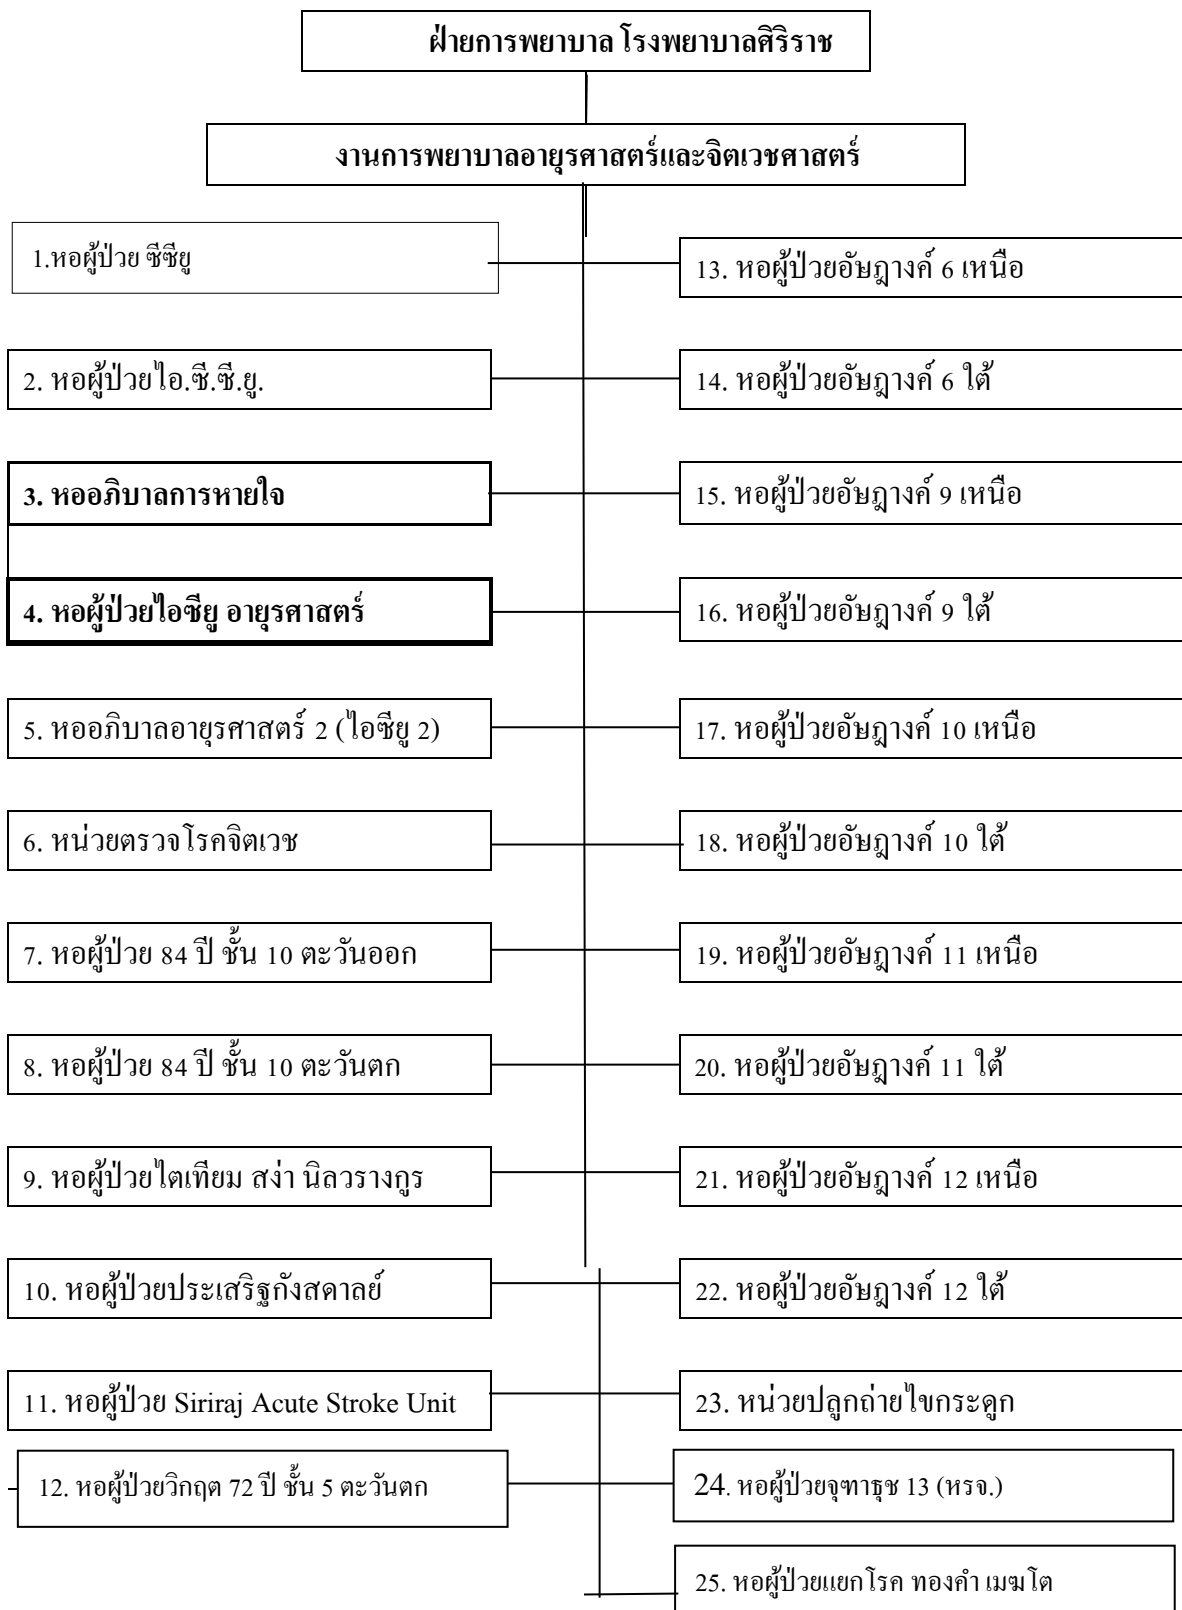 ฝ่ายการพยาบาล โรงพยาบาลศิริราช
งานการพยาบาลอายุรศาสตร์และจิตเวชศาสตร์
1.หอผู้ป่วย ซีซียู
2. หอผู้ป่วยไอ.ซี.ซี.ยู.
3. หออภิบาลการหายใจ
4. หอผู้ป่วยไอซียู อายุรศาสตร์
5. หออภิบาลอายุรศาสตร์ 2 (ไอซียู 2)
6. หน่วยตรวจโรคจิตเวช
7. หอผู้ป่วย 84 ปี ชั้น 10 ตะวันออก
8. หอผู้ป่วย 84 ปี ชั้น 10 ตะวันตก
9. หอผู้ป่วยไตเทียม สง่า นิลวรางกูร
10. หอผู้ป่วยประเสริฐกังสดาลย์
11. หอผู้ป่วย Siriraj Acute Stroke Unit
12. หอผู้ป่วยวิกฤต 72 ปี ชั้น 5 ตะวันตก
13. หอผู้ป่วยอัษฎางค์ 6 เหนือ
14. หอผู้ป่วยอัษฎางค์ 6 ใต้
15. หอผู้ป่วยอัษฎางค์ 9 เหนือ
16. หอผู้ป่วยอัษฎางค์ 9 ใต้
17. หอผู้ป่วยอัษฎางค์ 10 เหนือ
18. หอผู้ป่วยอัษฎางค์ 10 ใต้
19. หอผู้ป่วยอัษฎางค์ 11 เหนือ
20. หอผู้ป่วยอัษฎางค์ 11 ใต้
21. หอผู้ป่วยอัษฎางค์ 12 เหนือ
22. หอผู้ป่วยอัษฎางค์ 12 ใต้
23. หน่วยปลูกถ่ายไขกระดูก
24. หอผู้ป่วยจุฑาธุช 13 (หรจ.)
25. หอผู้ป่วยแยกโรค ทองคำ เมฆโต